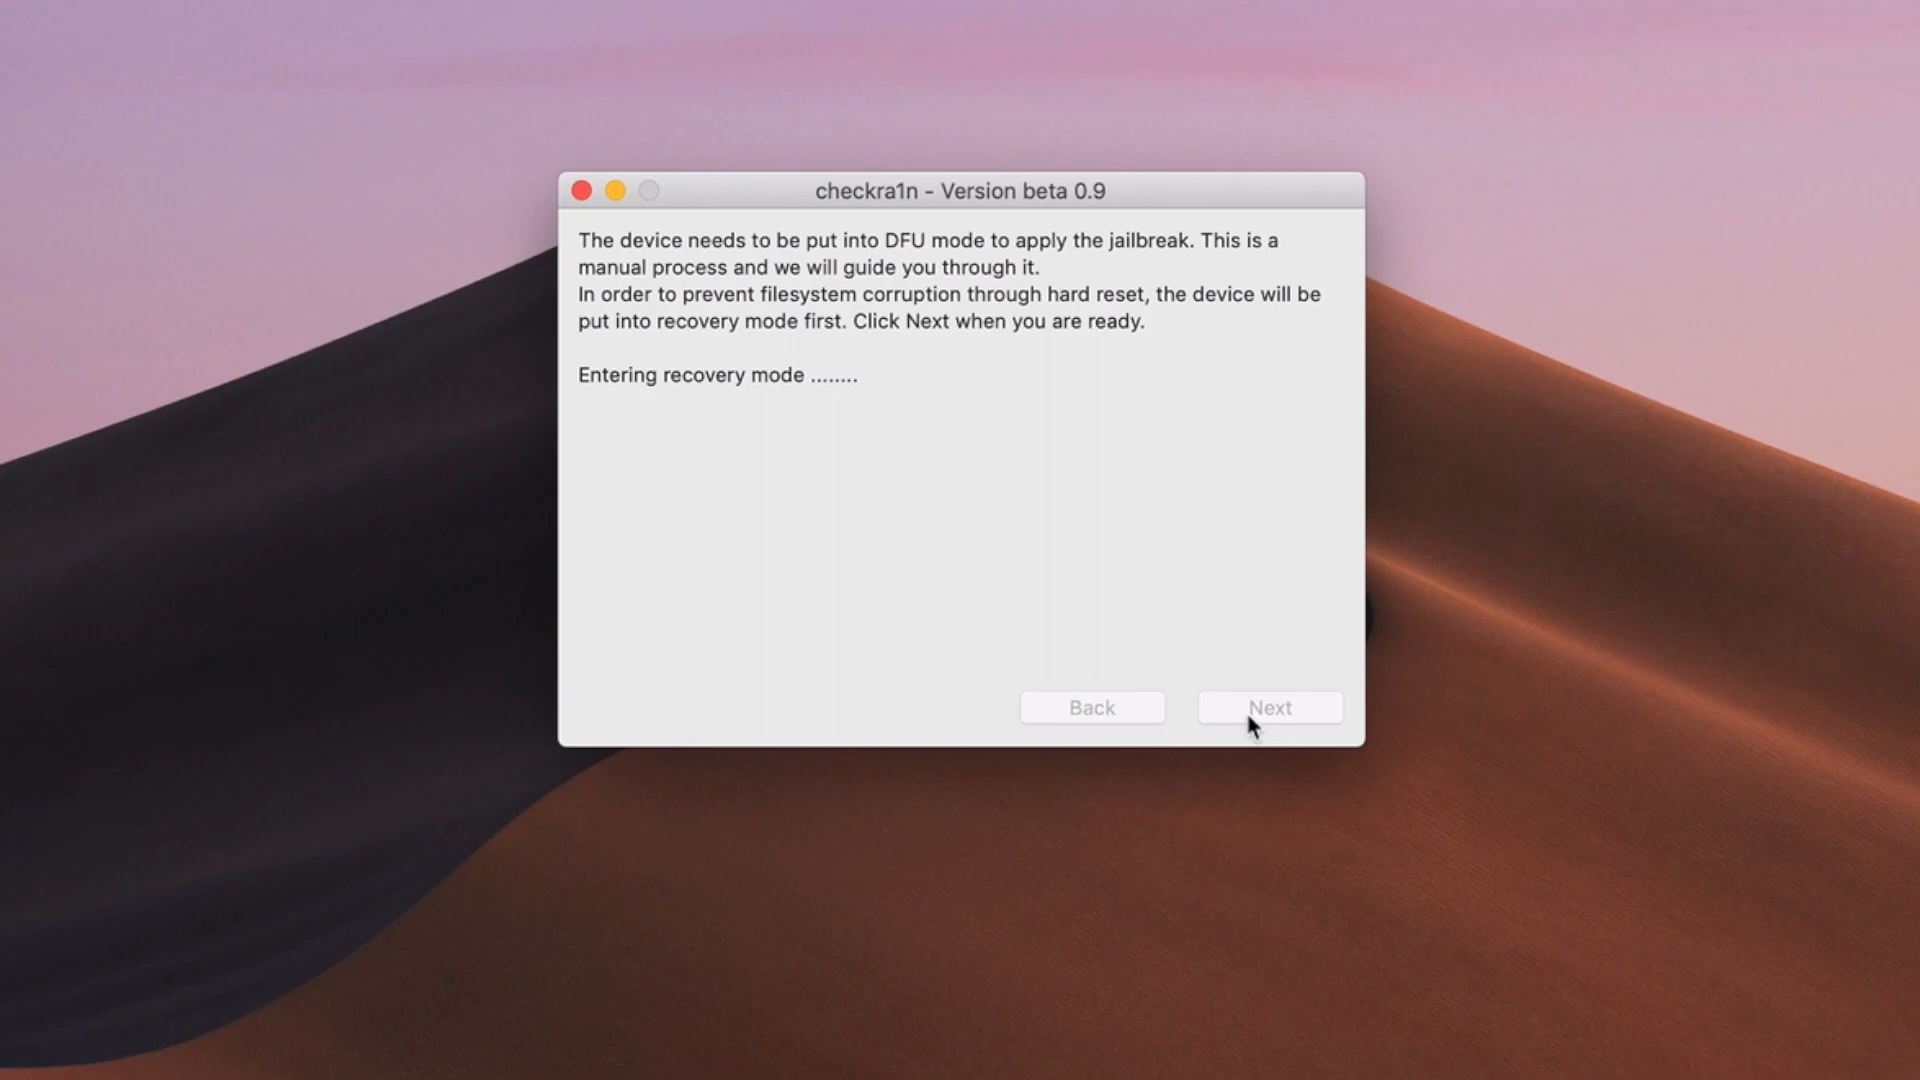 checkra1n - Version beta 0.9
The device needs to be put into DFU mode to apply the jailbreak. This is a
manual process and we will guide you through it.
In order to prevent filesystem corruption through hard reset, the device will be
put into recovery mode first. Click Next when you are ready.
Entering recovery mode ........
Back
Next